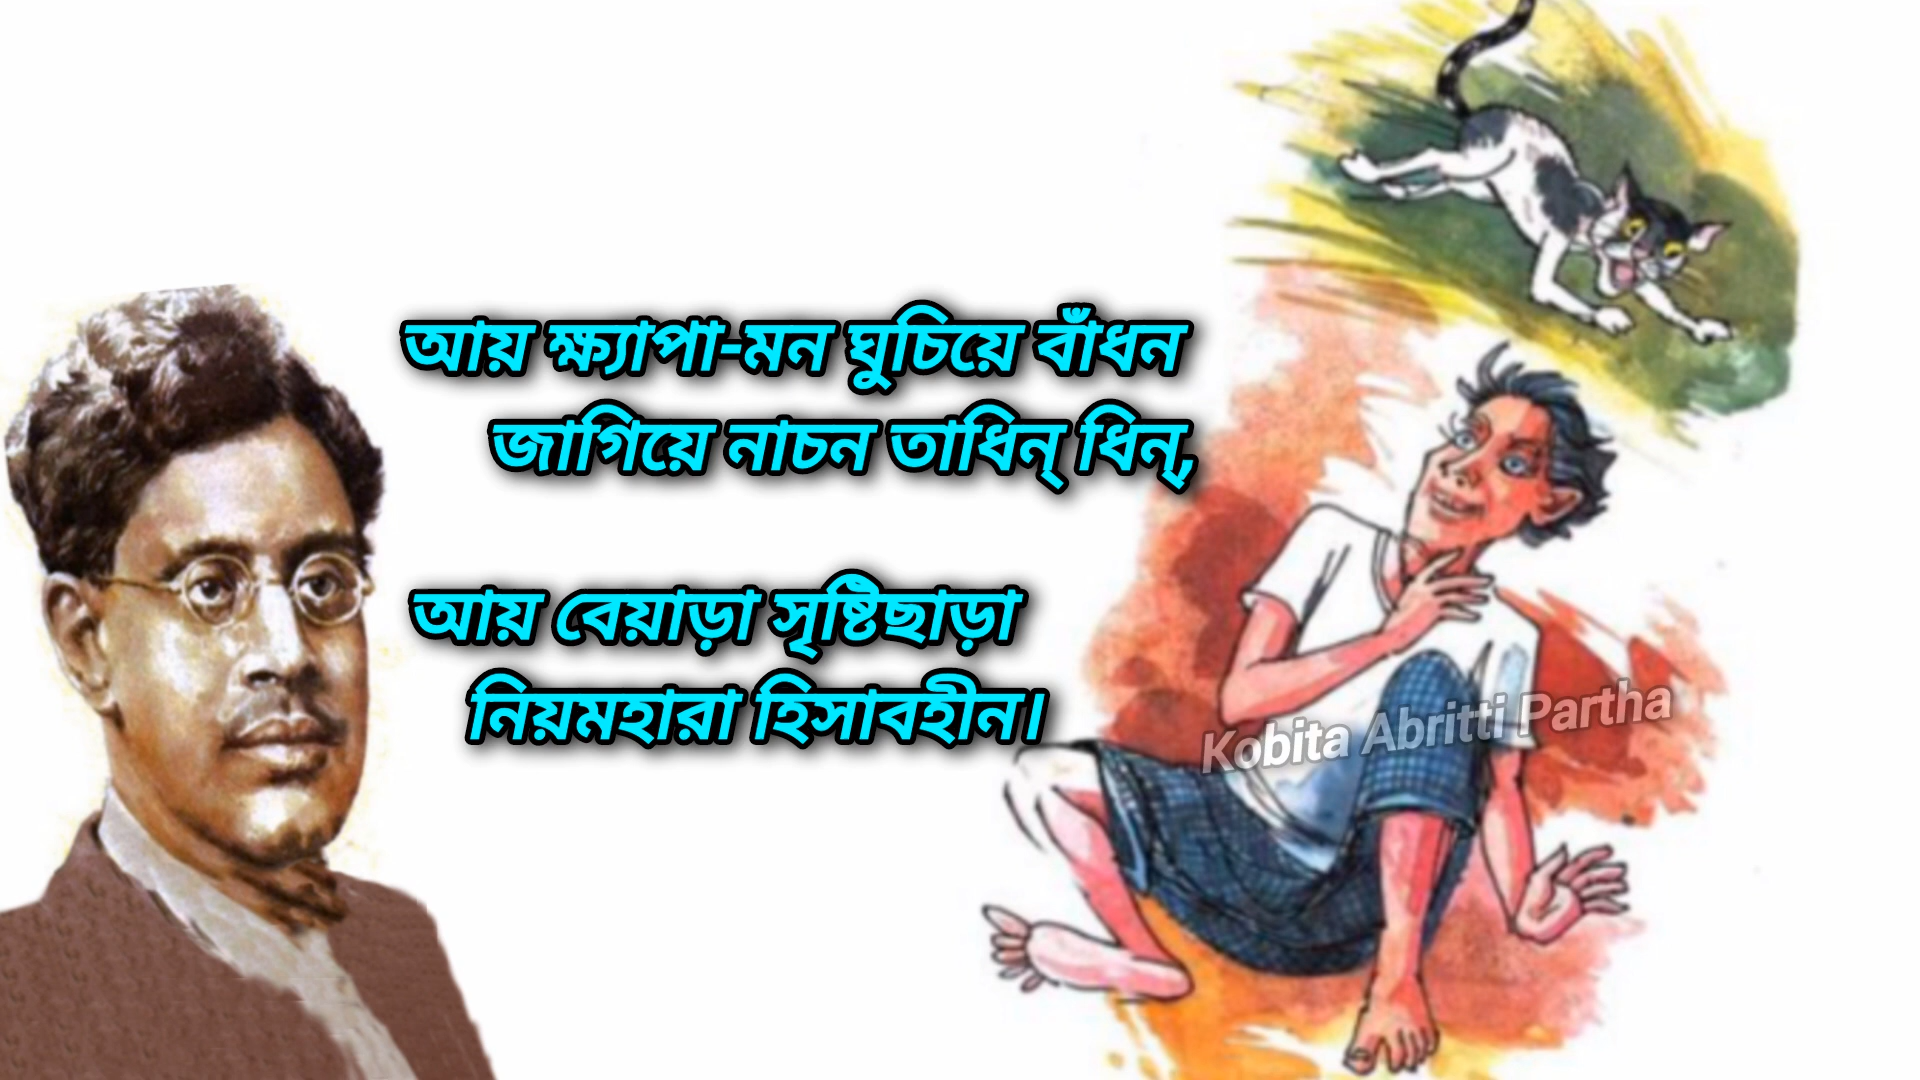 আয় ক্ষ্যাপা-মন ঘুচিয়ে বাঁধন
জাগিয়ে নাচন তাধিন্ ধিন্,
আয় বেয়াড়া সৃষ্টিছাড়া
নিয়মহারা হিসাবহীন।
Kobita Abritti Partha